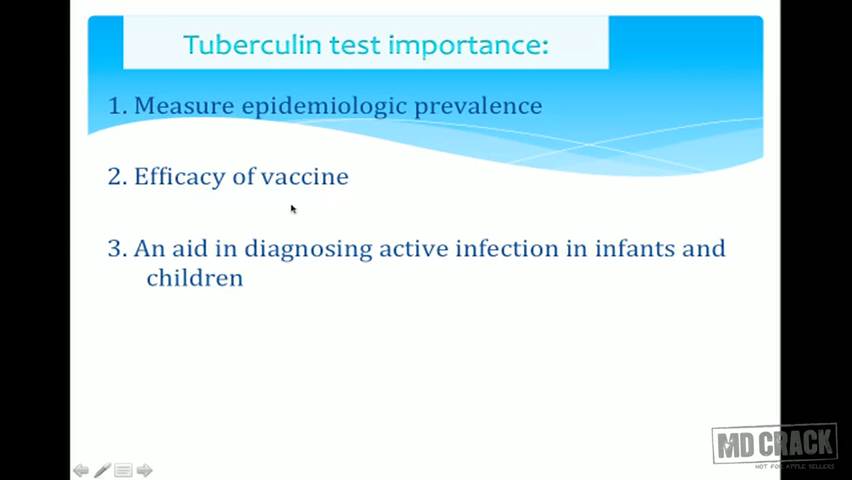 Tuberculin test importance:
1. Measure epidemiologic prevalence
2. Efficacy of vaccine
3. An aid in diagnosing active infection in infants and
children
MD CRACK
NOT FOR APPLE SELLERS